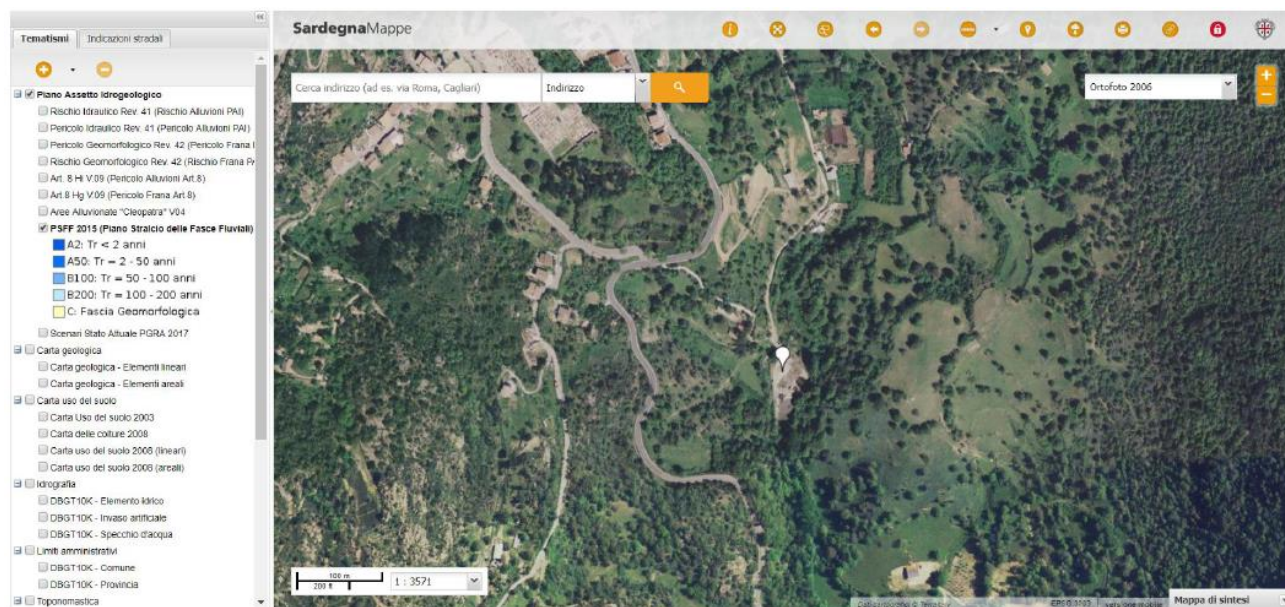 Tematismi
Indicazioni stradali
Piano Assetto Idrogeologico
Rischio Idraulico Rev. 41 (Rischio Alluvioni PAI)
Pericolo Idraulico Rev. 41 (Pericolo Alluvioni PAI)
Pericolo Geomorfologico Rev. 42 (Pericolo Frana
Rischio Geomorfologico Rev. 42 (Rischio Frana
Art. 8 Hi V.09 (Pericolo Alluvioni Art.8)
Art.8 Hg V.09 (Pericolo Frana Art 8)
Aree Alluvionate "Cleopatra" V04
PSFF 2015 (Piano Stralcio delle Fasce Fluviali)
A2: Tr < 2 anni
A50: Tr = 2 - 50 anni
B100: Tr = 50 - 100 anni
B200: Tr = 100 - 200 anni
C: Fascia Geomorfologica
Scenari Stato Attuale PGRA 2017
Carta geologica
Carta geologica - Elementi lineari
Carta geologica - Elementi areali
Carta uso del suolo
Carta Uso del suolo 2003
Carta delle colture 2008
Carta uso del suolo 2008 (lineari)
Carta uso del suolo 2008 (areali)
Idrografia
DBGT10K - Elemento idrico
DBGT10K - Invaso artificiale
DBGT10K - Specchio d'acqua
Limiti amministrativi
DBGT10K - Comune
DBGT10K - Provincia
Toponomastica
SardegnaMappe
Cerca indirizzo (ad es. via Roma, Cagliari)
Indirizzo
Ortofoto 2006
100 m
200 ft
1 : 3571
Mappa di sintesi